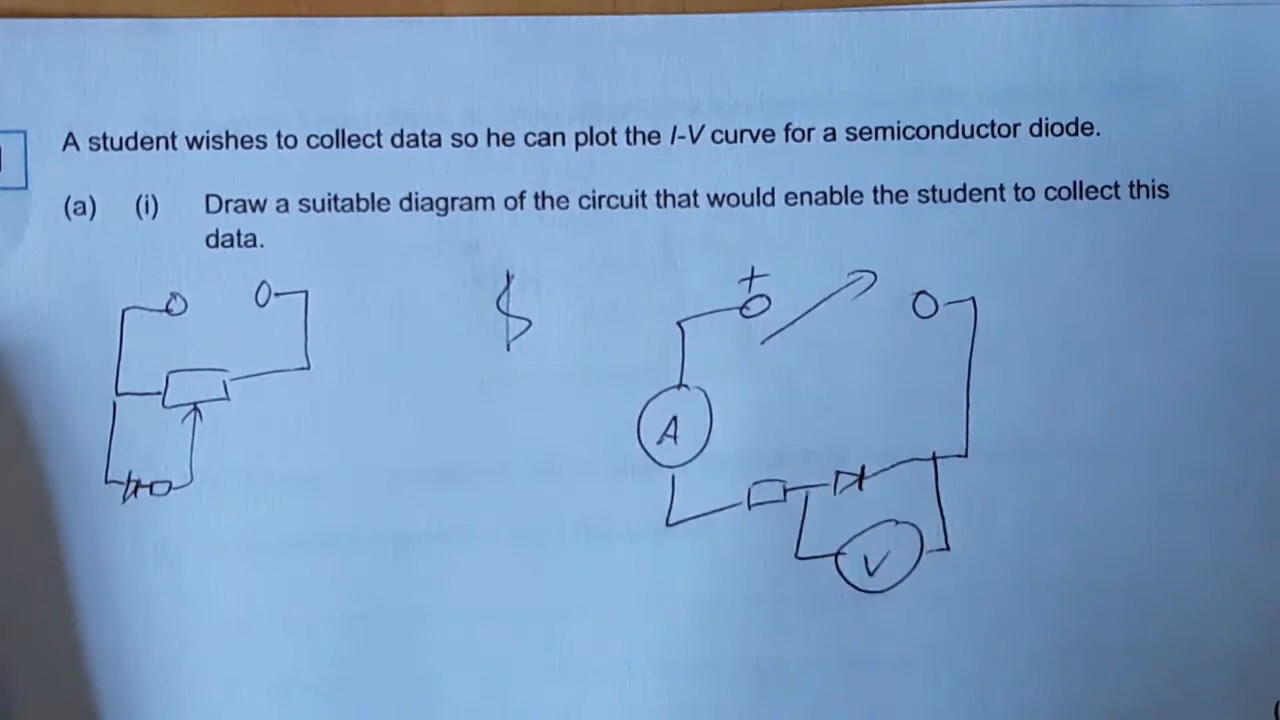 A student wishes to collect data so he can plot the I-V curve for a semiconductor diode.
(a) (i) Draw a suitable diagram of the circuit that would enable the student to collect this
data.
+
A
V